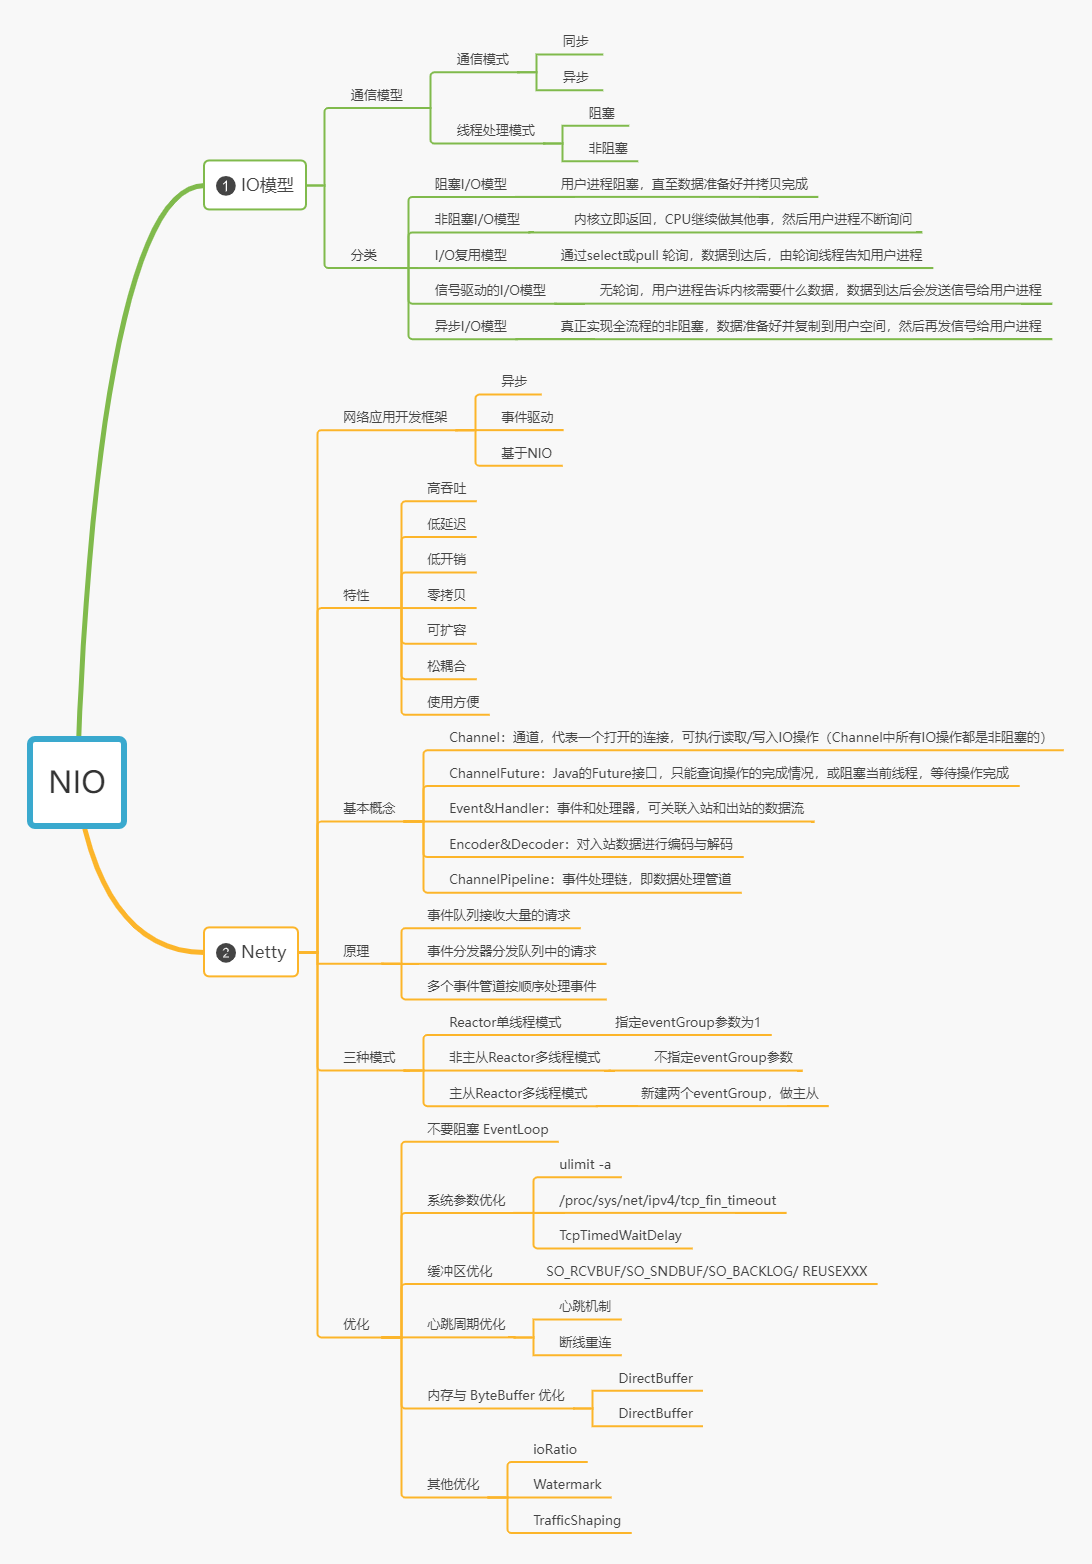 NIO
1 IO模型
通信模型
通信模式
同步
异步
线程处理模式
阻塞
非阻塞
分类
阻塞I/O模型
用户进程阻塞，直至数据准备好并拷贝完成
非阻塞I/O模型
内核立即返回，CPU继续做其他事，然后用户进程不断询问
I/O复用模型
通过select或pull 轮询，数据到达后，由轮询线程告知用户进程
信号驱动的I/O模型
无轮询，用户进程告诉内核需要什么数据，数据到达后会发送信号给用户进程
异步I/O模型
真正实现全流程的非阻塞，数据准备好并复制到用户空间，然后再发信号给用户进程
2 Netty
网络应用开发框架
异步
事件驱动
基于NIO
特性
高吞吐
低延迟
低开销
零拷贝
可扩容
松耦合
使用方便
基本概念
Channel：通道，代表一个打开的连接，可执行读取/写入IO操作（Channel中所有IO操作都是非阻塞的）
ChannelFuture：Java的Future接口，只能查询操作的完成情况，或阻塞当前线程，等待操作完成
Event&Handler：事件和处理器，可关联入站和出站的数据流
Encoder&Decoder：对入站数据进行编码与解码
ChannelPipeline：事件处理链，即数据处理管道
原理
事件队列接收大量的请求
事件分发器分发队列中的请求
多个事件管道按顺序处理事件
三种模式
Reactor单线程模式
指定eventGroup参数为1
非主从Reactor多线程模式
不指定eventGroup参数
主从Reactor多线程模式
新建两个eventGroup，做主从
优化
不要阻塞 EventLoop
系统参数优化
ulimit -a
/proc/sys/net/ipv4/tcp_fin_timeout
TcpTimedWaitDelay
缓冲区优化
SO_RCVBUF/SO_SNDBUF/SO_BACKLOG/ REUSEXXX
心跳周期优化
心跳机制
断线重连
内存与 ByteBuffer 优化
DirectBuffer
DirectBuffer
其他优化
ioRatio
Watermark
TrafficShaping